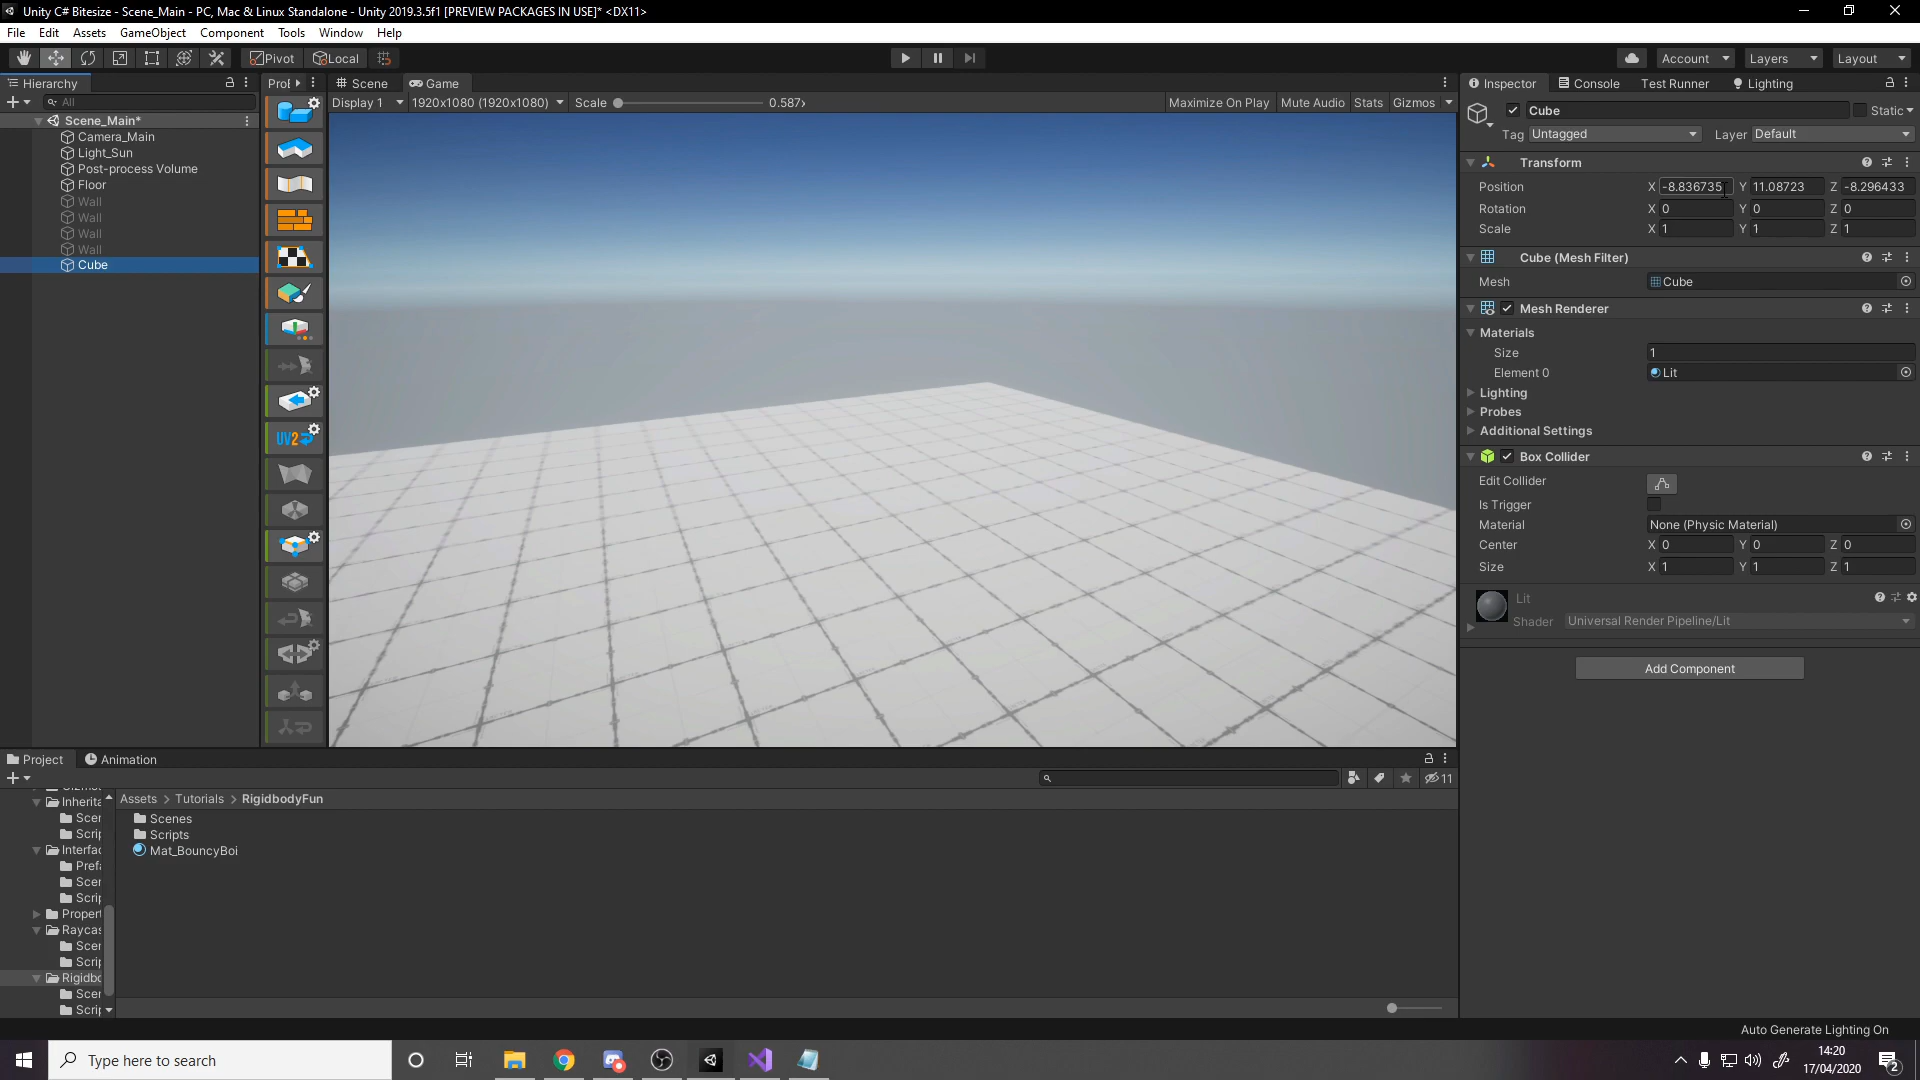 Unity C# Bitesize - Scene_Main - PC, Mac & Linux Standalone - Unity 2019.3.5f1 [PREVIEW PACKAGES IN USE]* <DX11>
File Edit Assets GameObject Component Tools Window Help
Pivot Local Account Layers Layout
Hierarchy
All
Scene_Main*
Camera_Main
Light_Sun
Post-process Volume
Floor
Wall
Wall
Wall
Wall
Cube
UV2
Scene Game
Display 1 1920x1080 (1920x1080) Scale 0.587x Maximize On Play Mute Audio Stats Gizmos
Inspector Console Test Runner Lighting
Cube Static
Tag Untagged Layer Default
Transform
Position X -8.836735 Y 11.08723 Z -8.296433
Rotation X 0 Y 0 Z 0
Scale X 1 Y 1 Z 1
Cube (Mesh Filter)
Mesh Cube
Mesh Renderer
Materials
Size 1
Element 0 Lit
Lighting
Probes
Additional Settings
Box Collider
Edit Collider
Is Trigger
Material None (Physic Material)
Center X 0 Y 0 Z 0
Size X 1 Y 1 Z 1
Lit
Shader Universal Render Pipeline/Lit
Add Component
Project Animation
11
Inherita
Scer
Scrip
Interfac
Prefa
Scer
Scrip
Propert
Raycas
Scer
Scrip
Rigidbo
Scer
Scrip
Assets > Tutorials > RigidbodyFun
Scenes
Scripts
Mat_BouncyBoi
Auto Generate Lighting On
Type here to search
14:20
17/04/2020
2